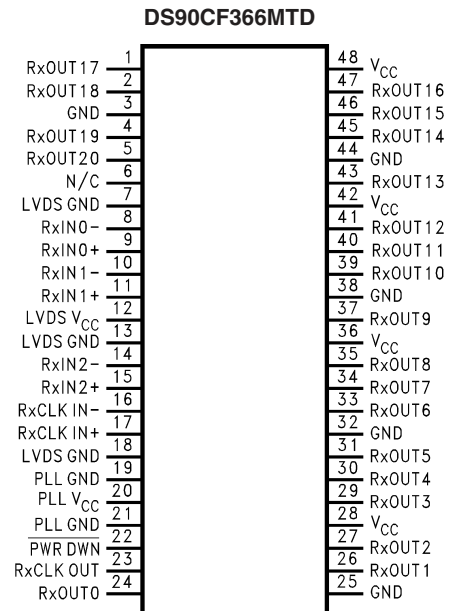 DS90CF366MTD
RxOUT17 1 48 VCC
RxOUT18 2 47 RxOUT16
GND 3 46 RxOUT15
RxOUT19 4 45 RxOUT14
RxOUT20 5 44 GND
N/C 6 43 RxOUT13
LVDS GND 7 42 VCC
RxIN0- 8 41 RxOUT12
RxIN0+ 9 40 RxOUT11
RxIN1- 10 39 RxOUT10
RxIN1+ 11 38 GND
LVDS VCC 12 37 RxOUT9
LVDS GND 13 36 VCC
RxIN2- 14 35 RxOUT8
RxIN2+ 15 34 RxOUT7
RxCLK IN- 16 33 RxOUT6
RxCLK IN+ 17 32 GND
LVDS GND 18 31 RxOUT5
PLL GND 19 30 RxOUT4
PLL VCC 20 29 RxOUT3
PLL GND 21 28 VCC
PWR DWN 22 27 RxOUT2
RxCLK OUT 23 26 RxOUT1
RxOUT0 24 25 GND